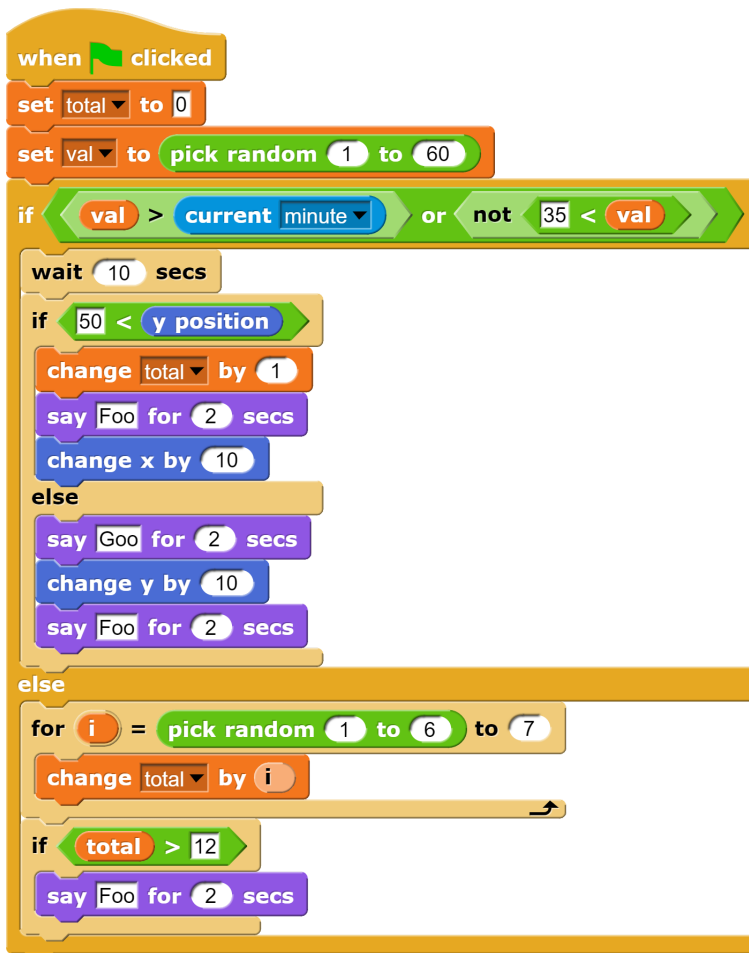 when clicked
set total to 0
set val to pick random 1 to 60
if val > current minute or not 35 < val
wait 10 secs
if 50 < y position
change total by 1
say Foo for 2 secs
change x by 10
else
say Goo for 2 secs
change y by 10
say Foo for 2 secs
else
for i = pick random 1 to 6 to 7
change total by i
if total > 12
say Foo for 2 secs